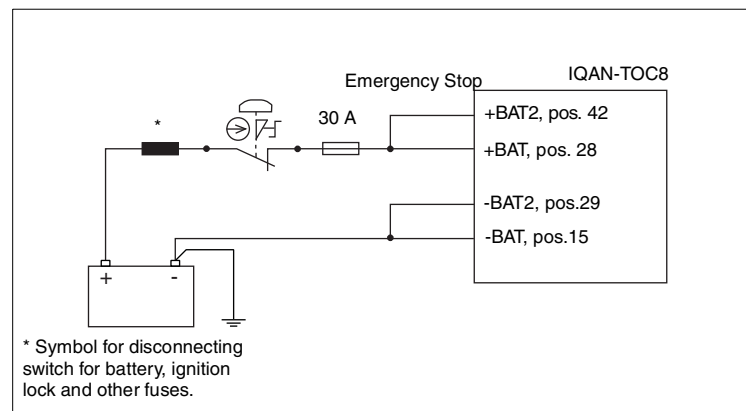 Emergency Stop
IQAN-TOC8
*
30 A
+BAT2, pos. 42
+BAT, pos. 28
-BAT2, pos.29
-BAT, pos.15
+ -
* Symbol for disconnecting
switch for battery, ignition
lock and other fuses.